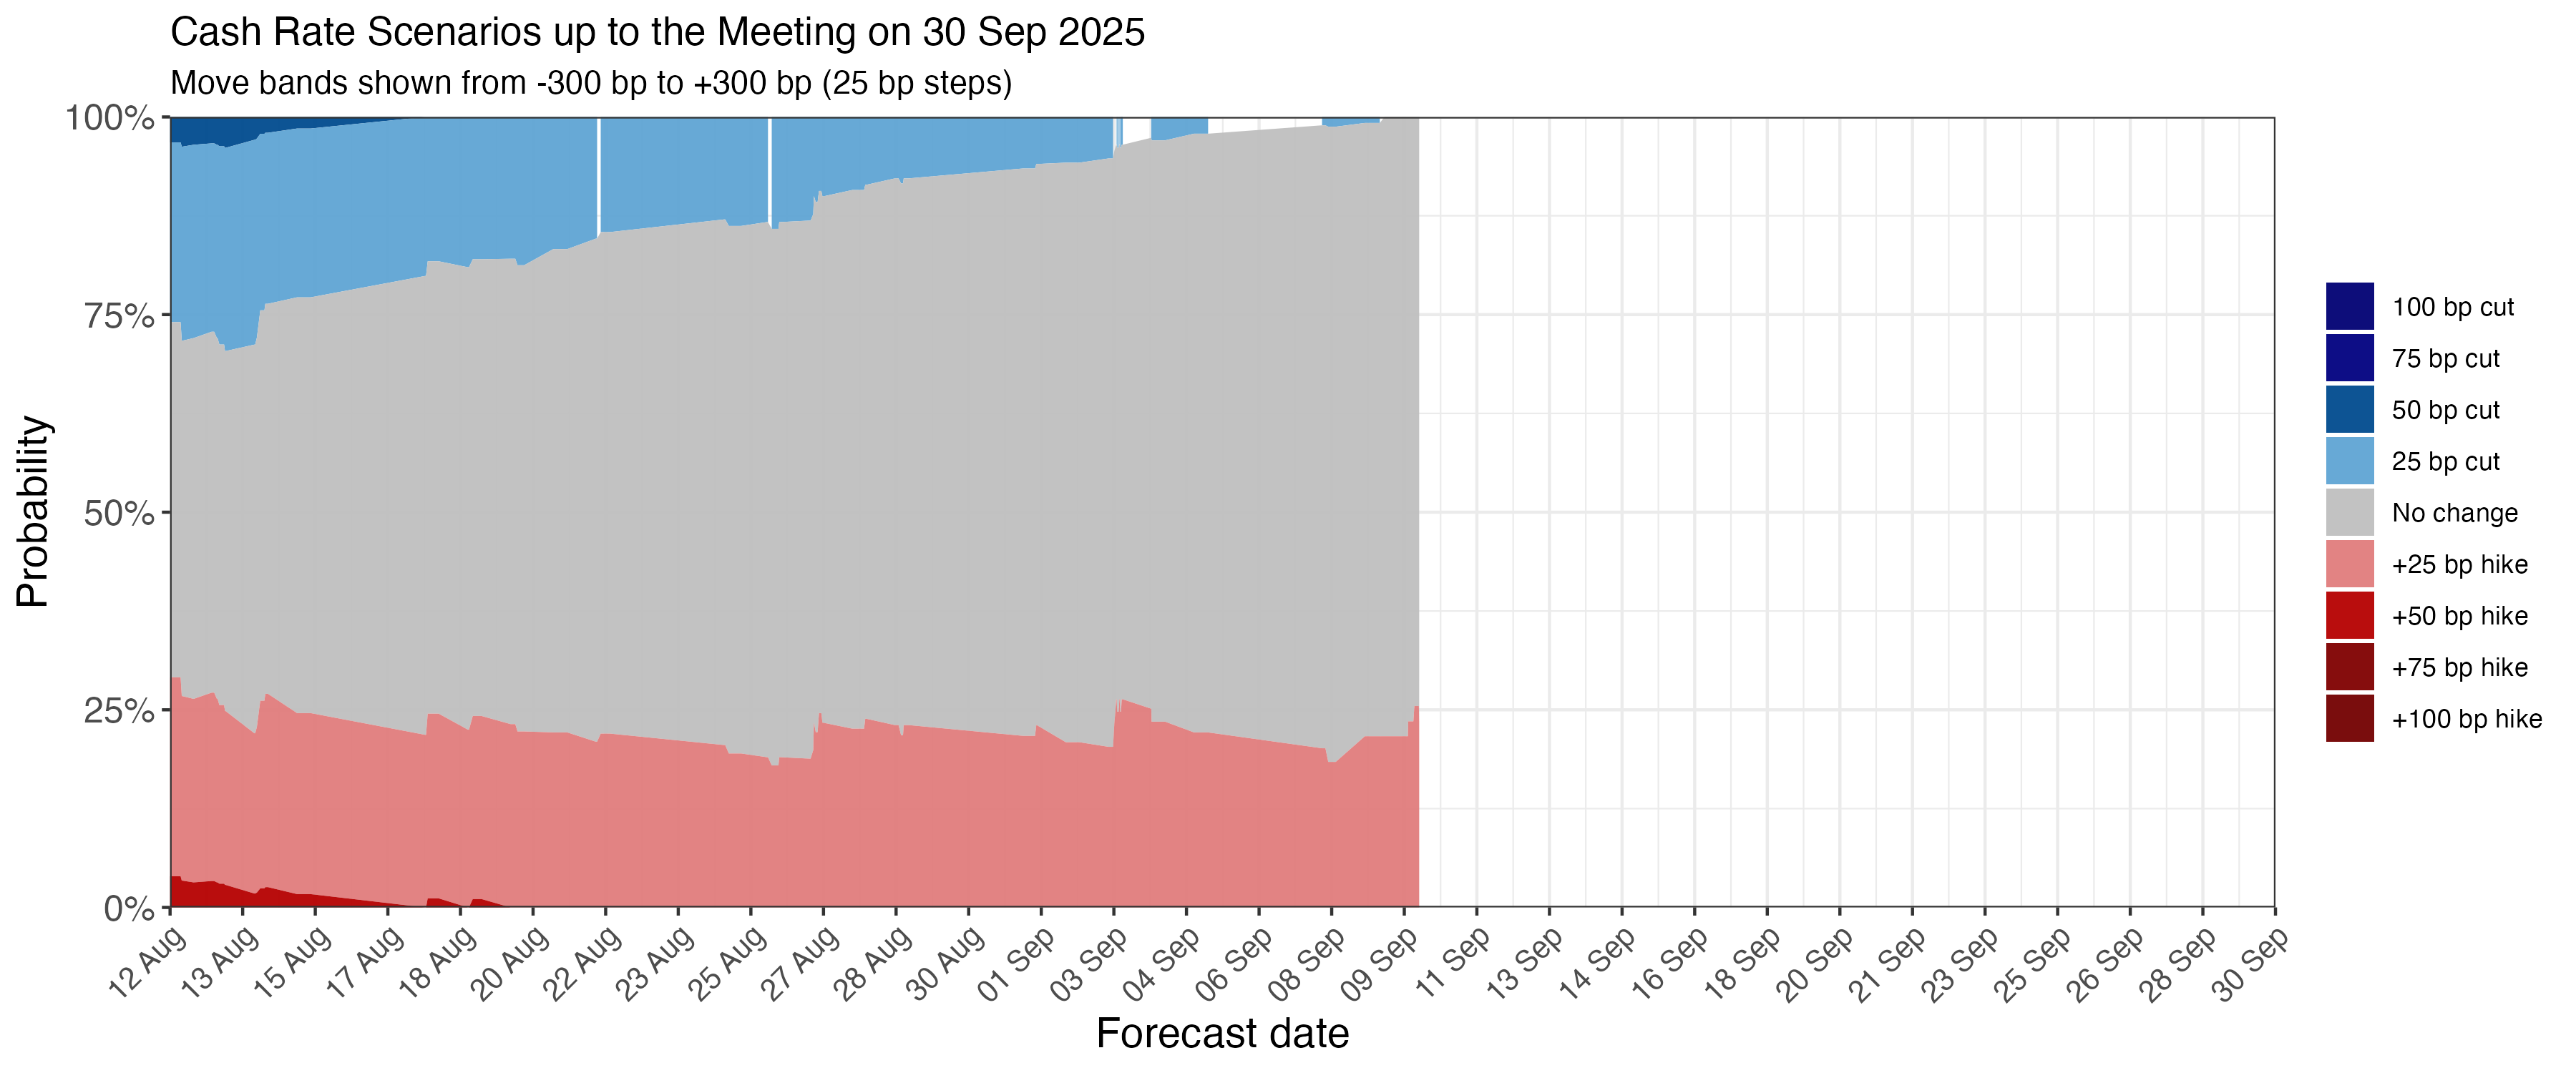 Cash Rate Scenarios up to the Meeting on 30 Sep 2025
Move bands shown from -300 bp to +300 bp (25 bp steps)
100%
75%
50%
25%
0%
Probability
12 Aug
13 Aug
15 Aug
17 Aug
18 Aug
20 Aug
22 Aug
23 Aug
25 Aug
27 Aug
28 Aug
30 Aug
01 Sep
03 Sep
04 Sep
06 Sep
08 Sep
09 Sep
11 Sep
13 Sep
14 Sep
16 Sep
18 Sep
20 Sep
21 Sep
23 Sep
25 Sep
26 Sep
28 Sep
30 Sep
Forecast date
100 bp cut
75 bp cut
50 bp cut
25 bp cut
No change
+25 bp hike
+50 bp hike
+75 bp hike
+100 bp hike